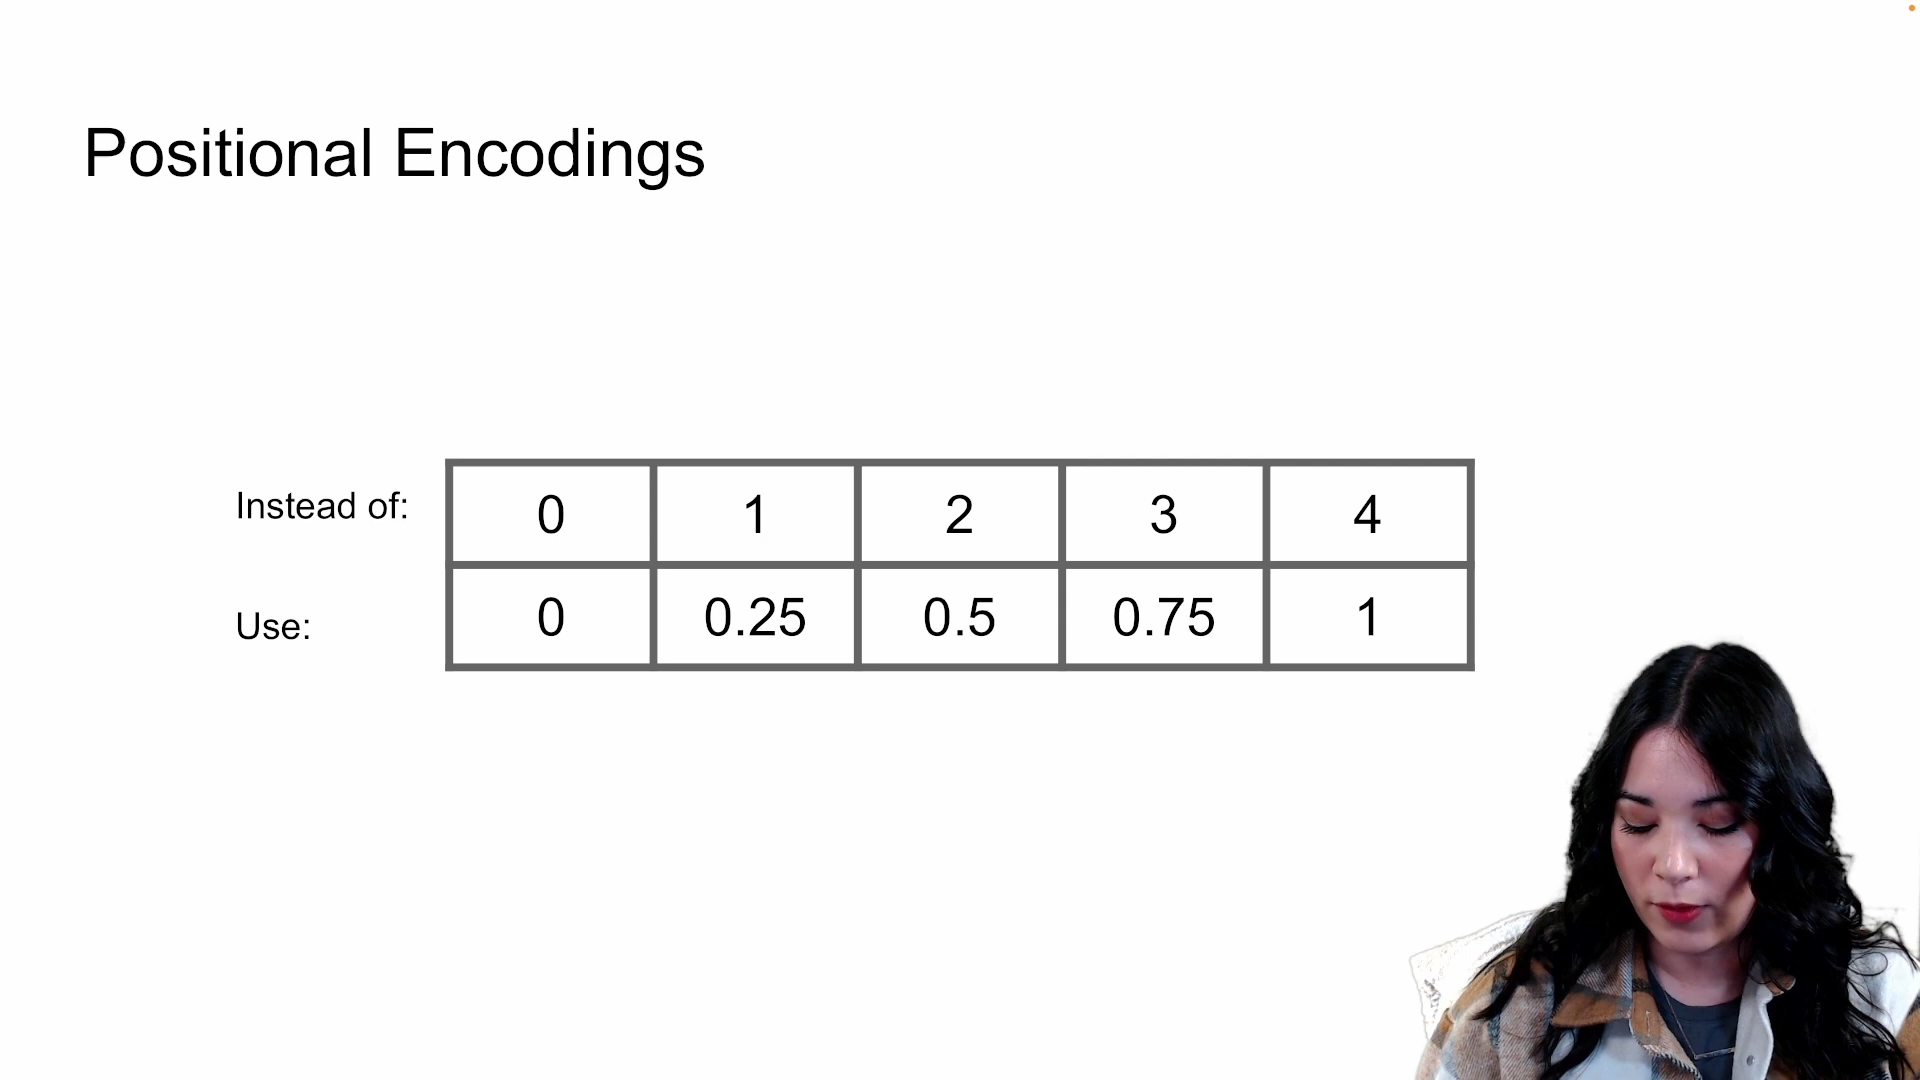 Positional Encodings
Instead of: 0 1 2 3 4
Use: 0 0.25 0.5 0.75 1